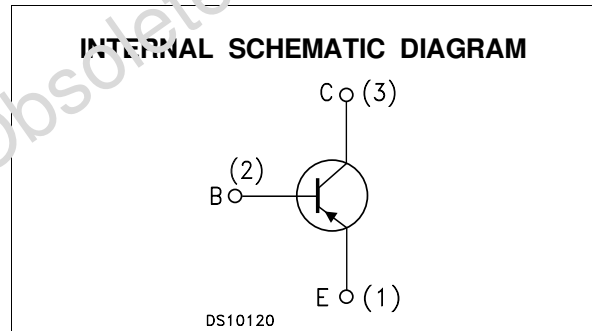 Obsolete
INTERNAL SCHEMATIC DIAGRAM
C (3)
(2)
B
E (1)
DS10120